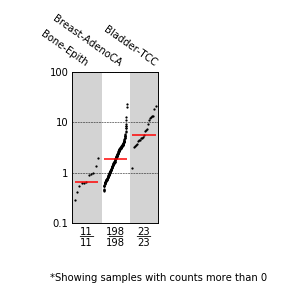 Bone-Epith
Breast-AdenoCA
Bladder-TCC
100
10
1
0.1
11 198 23
11 198 23
*Showing samples with counts more than 0